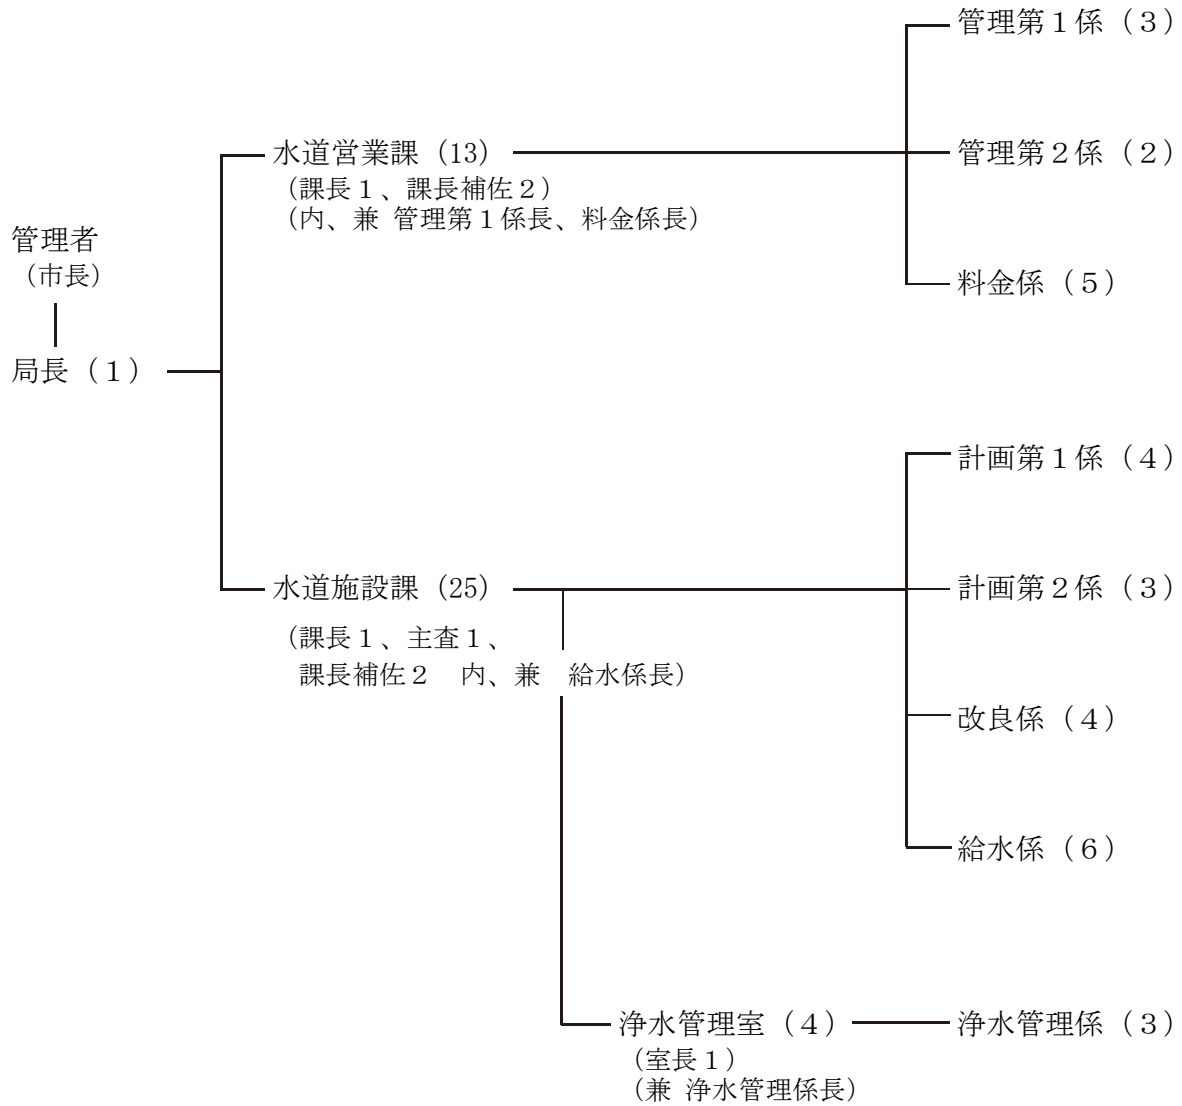 管理者
（市長）
局長（１）
水道営業課（13）
（課長１、課長補佐２）
（内、兼 管理第１係長、料金係長）
管理第１係（３）
管理第２係（２）
料金係（５）
水道施設課（25）
（課長１、主査１、
課長補佐２　内、兼　給水係長）
計画第１係（４）
計画第２係（３）
改良係（４）
給水係（６）
浄水管理室（４）
（室長１）
（兼 浄水管理係長）
浄水管理係（３）